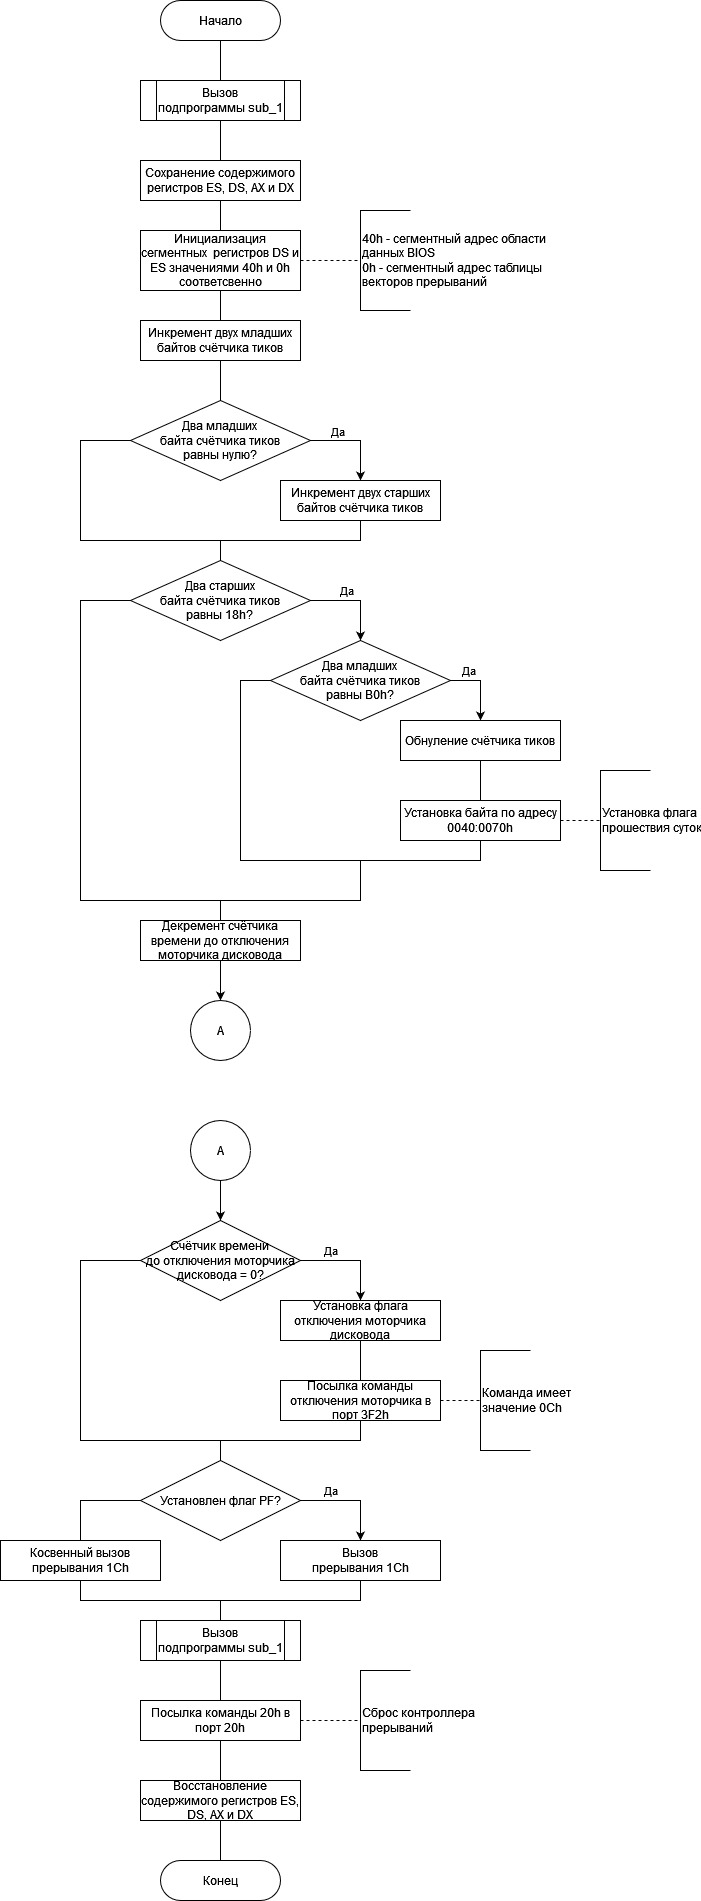 Начало
Вызов
подпрограммы sub_1
Сохранение содержимого
регистров ES, DS, AX и DX
Инициализация
сегментных регистров DS и
ES значениями 40h и 0h
соответсвенно
40h - сегментный адрес области
данных BIOS
0h - сегментный адрес таблицы
векторов прерываний
Инкремент двух младших
байтов счётчика тиков
Два младших
байта счётчика тиков
равны нулю?
Да
Инкремент двух старших
байтов счётчика тиков
Два старших
байта счётчика тиков
равны 18h?
Да
Два младших
байта счётчика тиков
равны B0h?
Да
Обнуление счётчика тиков
Установка байта по адресу
0040:0070h
Установка флага
прошествия суток
Декремент счётчика
времени до отключения
моторчика дисковода
A
A
Счётчик времени
до отключения моторчика
дисковода = 0?
Да
Установка флага
отключения моторчика
дисковода
Посылка команды
отключения моторчика в
порт 3F2h
Команда имеет
значение 0Ch
Установлен флаг PF?
Да
Косвенный вызов
прерывания 1Ch
Вызов
прерывания 1Ch
Вызов
подпрограммы sub_1
Посылка команды 20h в
порт 20h
Сброс контроллера
прерываний
Восстановление
содержимого регистров ES,
DS, AX и DX
Конец